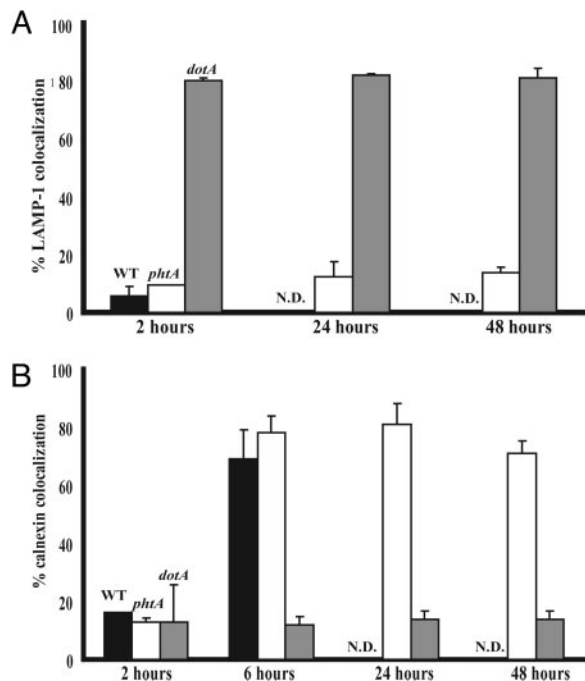 A
% LAMP-1 colocalization
100
80
60
40
20
0
WT
phtA
dotA
N.D.
N.D.
2 hours
24 hours
48 hours
B
% calnexin colocalization
100
80
60
40
20
0
WT
phtA
dotA
N.D.
N.D.
2 hours
6 hours
24 hours
48 hours